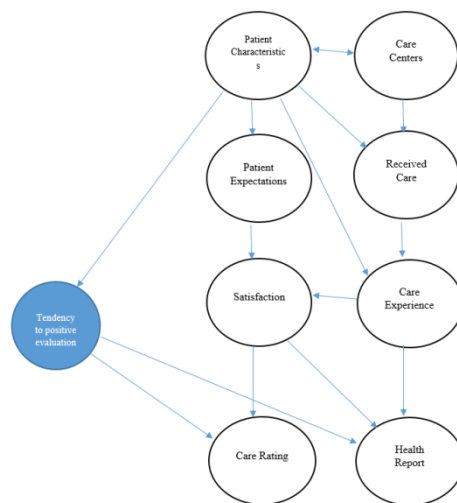 Patient
Characteristic
s
Care
Centers
Patient
Expectations
Received
Care
Satisfaction
Care
Experience
Tendency
to positive
evaluation
Care Rating
Health
Report